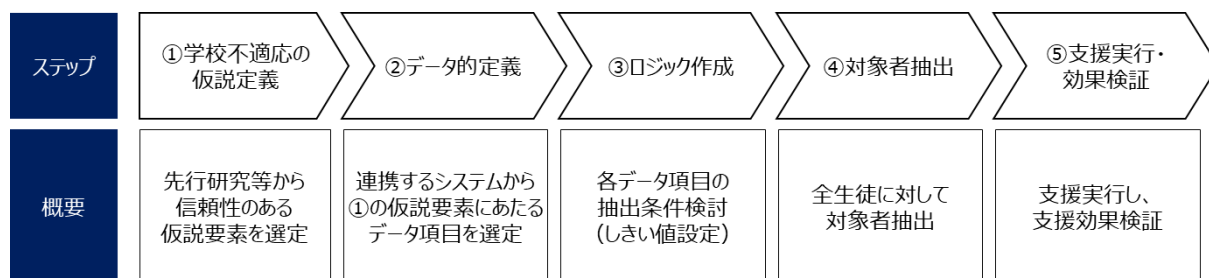 ステップ
①学校不適応の
仮説定義
②データ的定義
③ロジック作成
④対象者抽出
⑤支援実行・
効果検証
概要
先行研究等から
信頼性のある
仮説要素を選定
連携するシステムから
①の仮説要素にあたる
データ項目を選定
各データ項目の
抽出条件検討
(しきい値設定)
全生徒に対して
対象者抽出
支援実行し、
支援効果検証